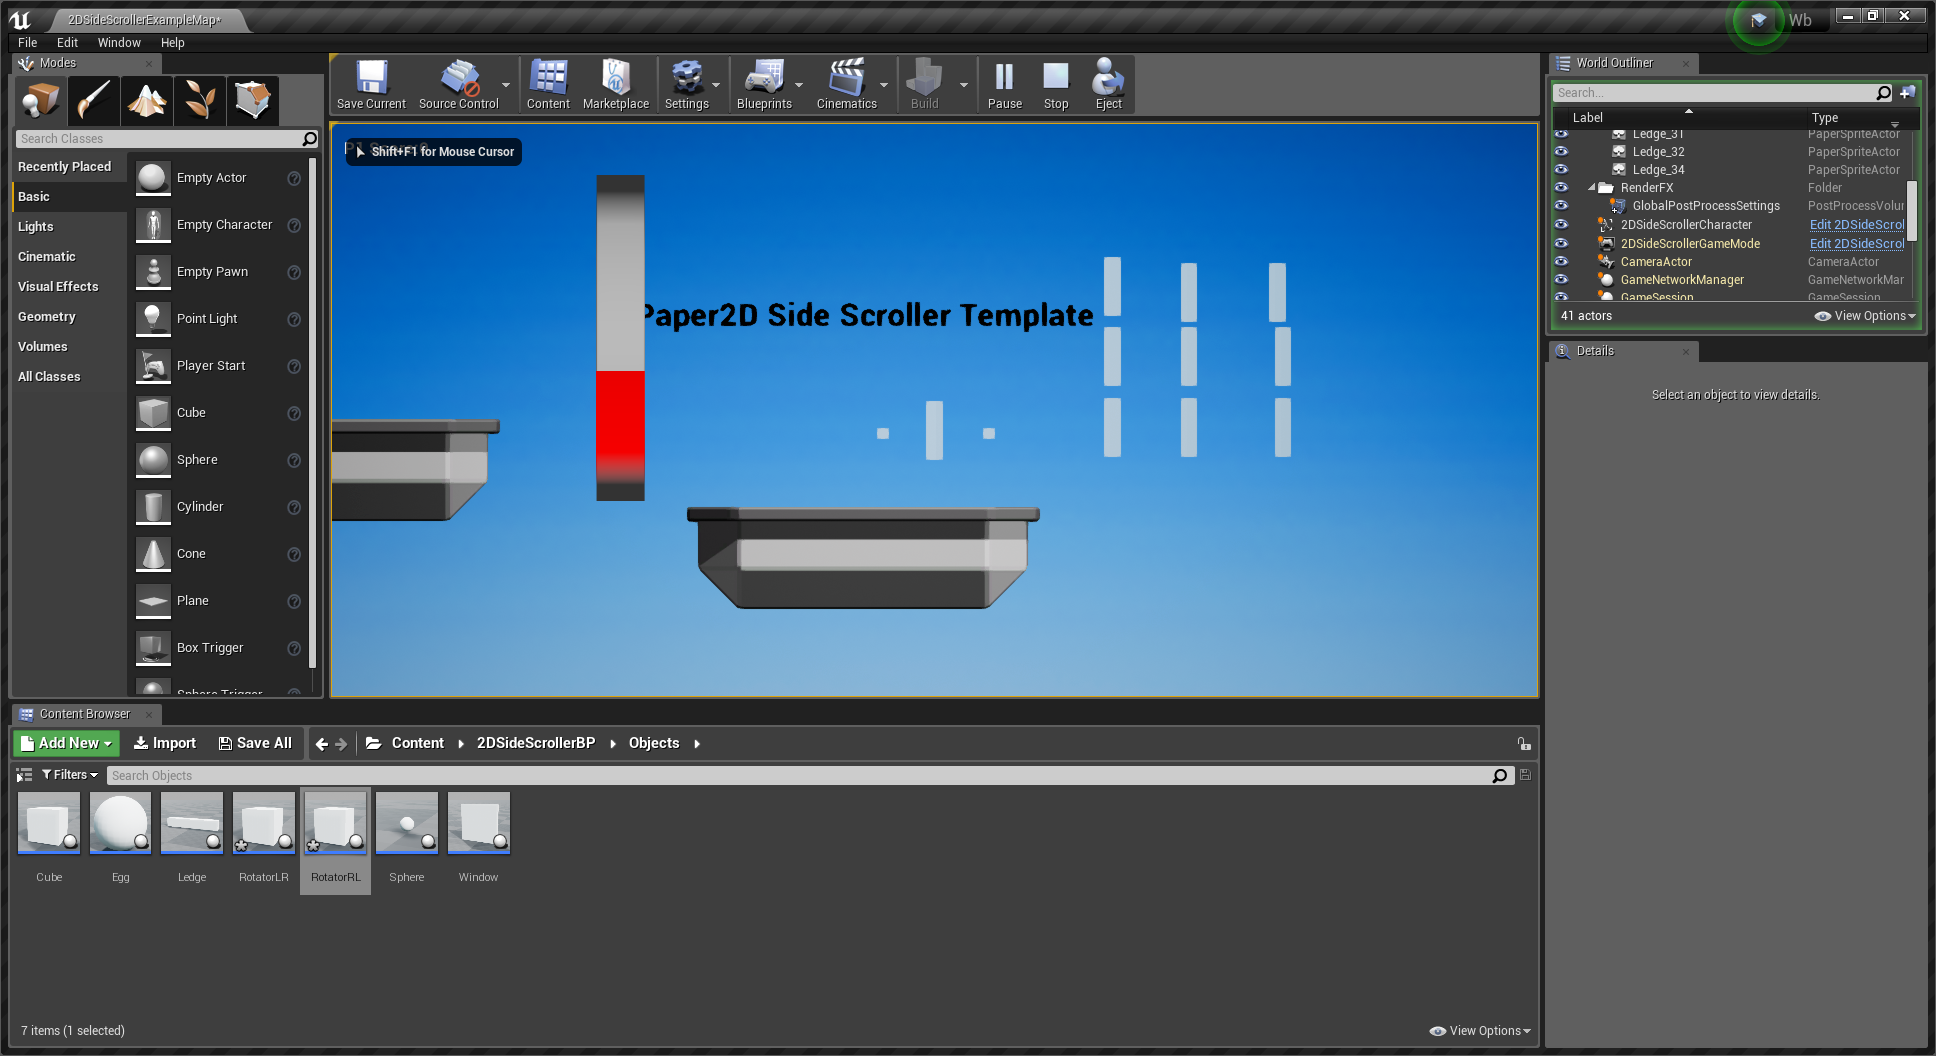 2DSideScrollerExampleMap*
Wb
File Edit Window Help
Modes
Save Current
Source Control
Content
Marketplace
Settings
Blueprints
Cinematics
Build
Pause
Stop
Eject
Search Classes
Recently Placed
Basic
Lights
Cinematic
Visual Effects
Geometry
Volumes
All Classes
Empty Actor
Empty Character
Empty Pawn
Point Light
Player Start
Cube
Sphere
Cylinder
Cone
Plane
Box Trigger
Sphere Trigger
Shift+F1 for Mouse Cursor
Paper2D Side Scroller Template
World Outliner
Search...
Label Type
Ledge_31 PaperSpriteActor
Ledge_32 PaperSpriteActor
Ledge_34 PaperSpriteActor
RenderFX Folder
GlobalPostProcessSettings PostProcessVolu
2DSideScrollerCharacter Edit 2DSideScrol
2DSideScrollerGameMode Edit 2DSideScrol
CameraActor CameraActor
GameNetworkManager GameNetworkMar
GameSession GameSession
41 actors View Options
Details
Select an object to view details.
Content Browser
Add New Import Save All Content 2DSideScrollerBP Objects
Filters Search Objects
Cube Egg Ledge RotatorLR RotatorRL Sphere Window
7 items (1 selected) View Options